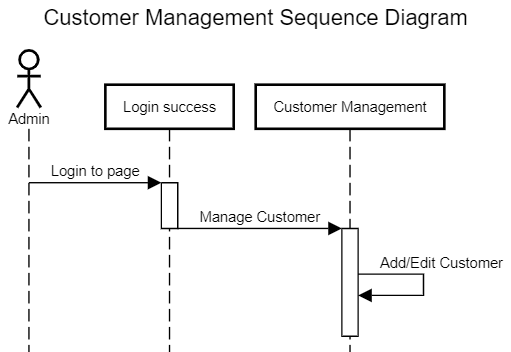 Customer Management Sequence Diagram
Admin
Login success
Customer Management
Login to page
Manage Customer
Add/Edit Customer